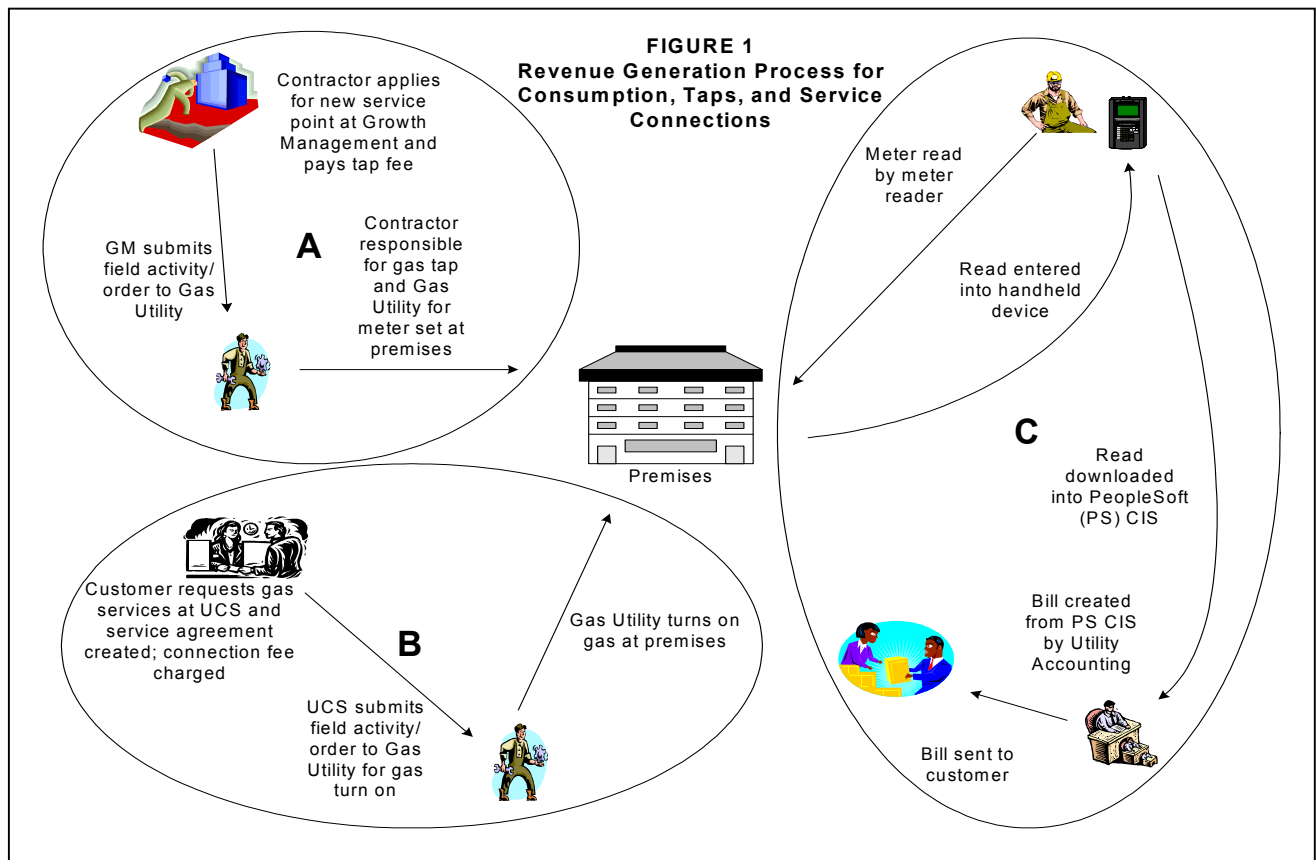 FIGURE 1
Revenue Generation Process for
Consumption, Taps, and Service
Connections
Contractor applies
for new service
point at Growth
Management and
pays tap fee
GM submits
field activity/
order to Gas
Utility
A
Contractor
responsible
for gas tap
and Gas
Utility for
meter set at
premises
Premises
Customer requests gas
services at UCS and
service agreement
created; connection fee
charged
B
UCS submits
field activity/
order to Gas
Utility for gas
turn on
Gas Utility turns on
gas at premises
Meter read
by meter
reader
Read entered
into handheld
device
C
Read
downloaded
into PeopleSoft
(PS) CIS
Bill created
from PS CIS
by Utility
Accounting
Bill sent to
customer